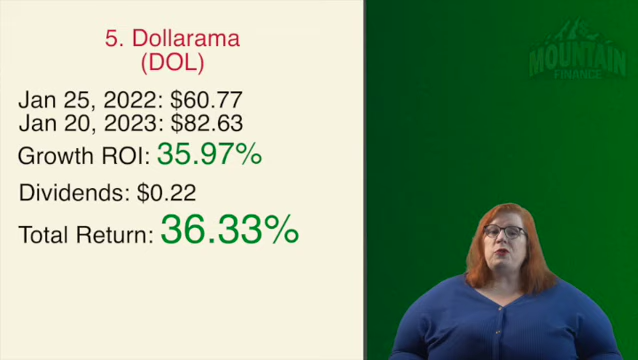 5. Dollarama
(DOL)
Jan 25, 2022: $60.77
Jan 20, 2023: $82.63
Growth ROI: 35.97%
Dividends: $0.22
Total Return: 36.33%
MOUNTAIN
FINANCE